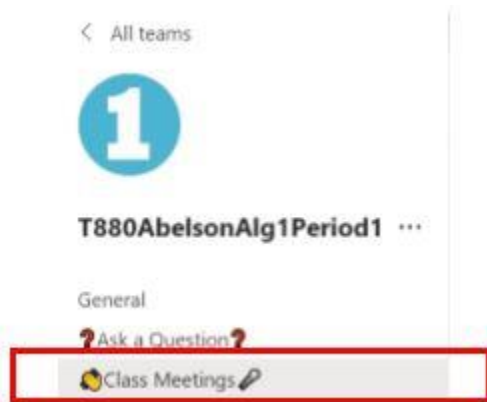 < All teams
1
T880AbelsonAlg1Period1 ...
General
❓Ask a Question❓
Class Meetings